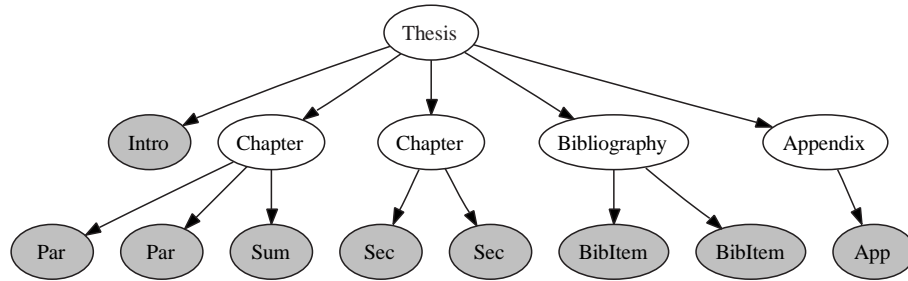 Thesis
Intro Chapter Chapter Bibliography Appendix
Par Par Sum Sec Sec BibItem BibItem App